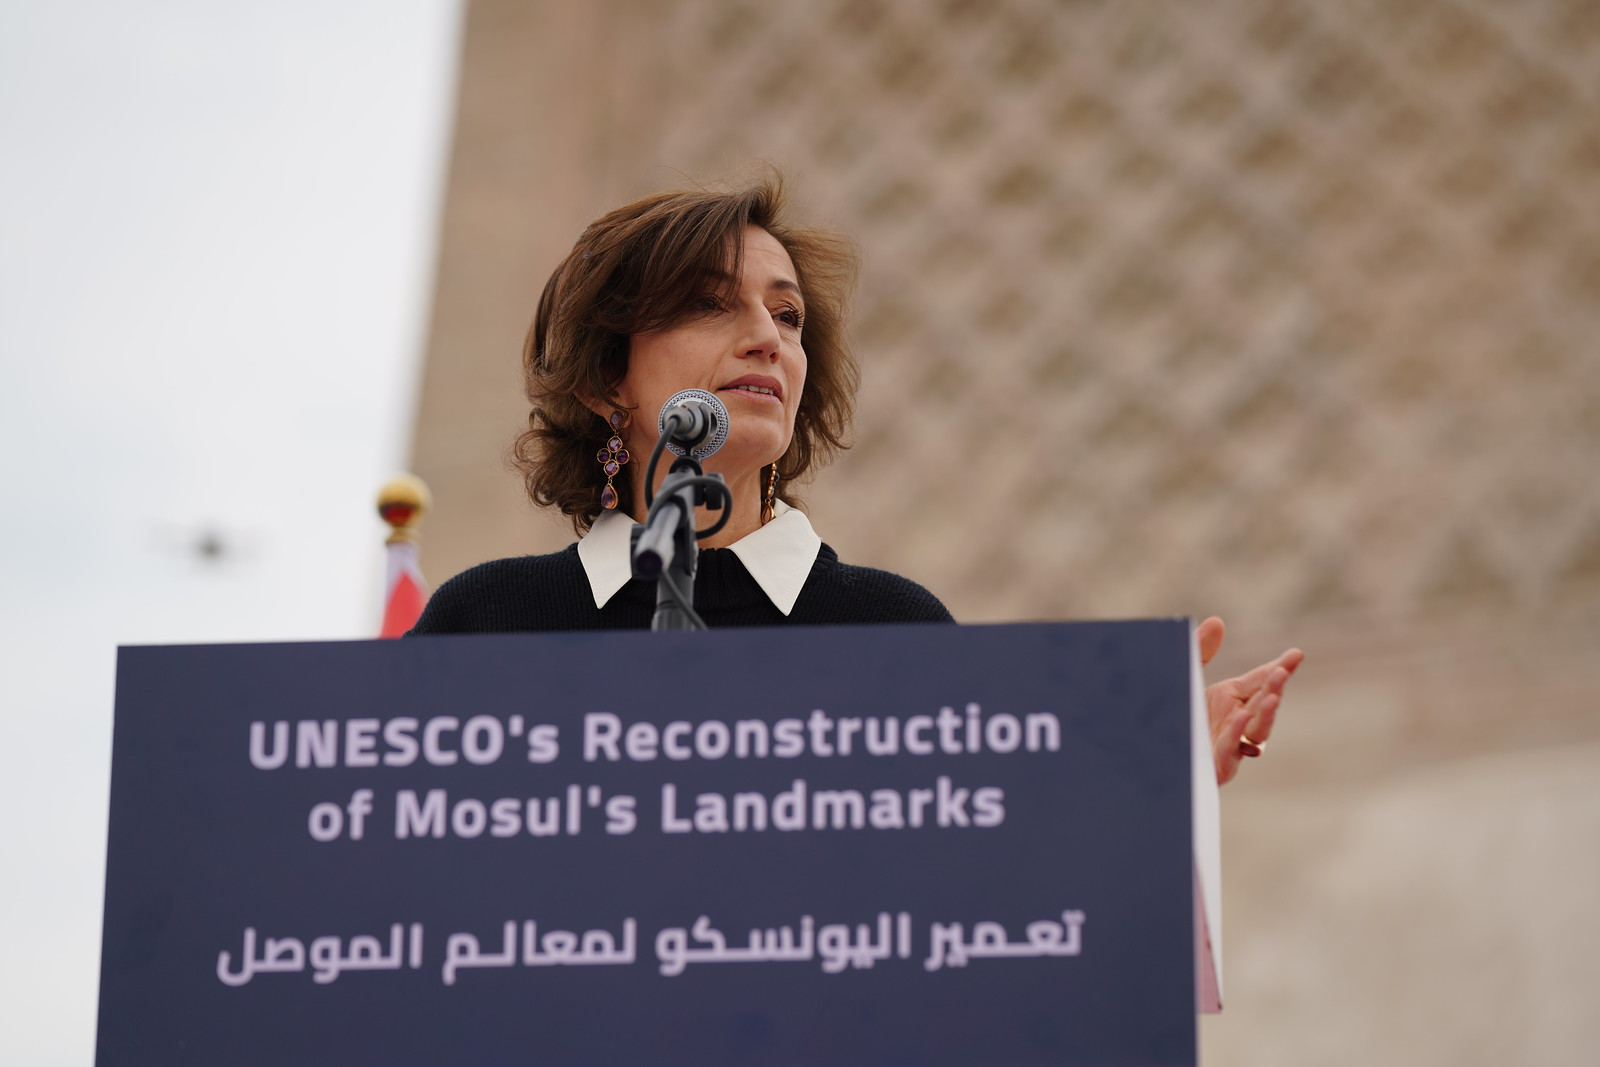 UNESCO's Reconstruction
of Mosul's Landmarks
تعمير اليونسكو لمعالم الموصل